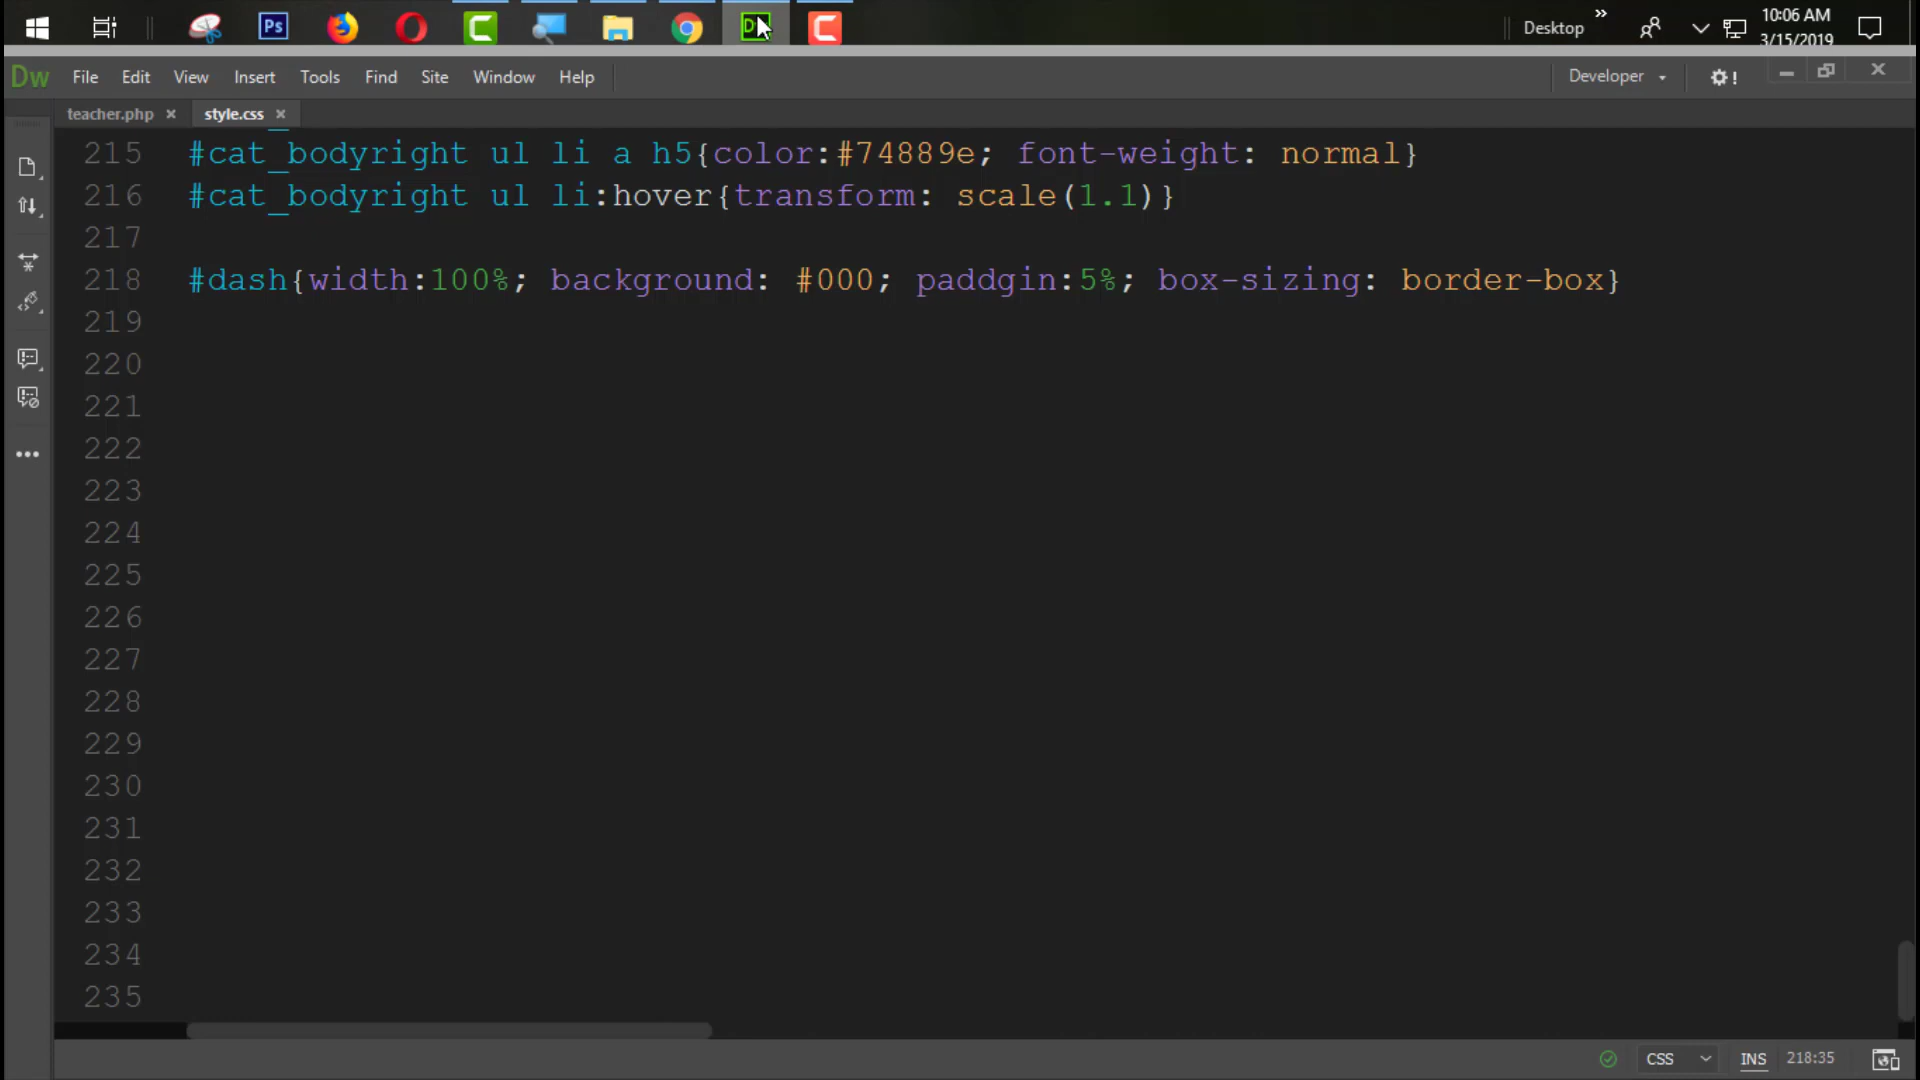 Ps
Desktop
»
10:06 AM
3/15/2019
Dw
File Edit View Insert Tools Find Site Window Help
Developer
teacher.php × style.css ×
215 #cat_bodyright ul li a h5{color:#74889e; font-weight: normal}
216 #cat_bodyright ul li:hover{transform: scale(1.1)}
217
218 #dash{width:100%; background: #000; paddgin:5%; box-sizing: border-box}
219
220
221
222
223
224
225
226
227
228
229
230
231
232
233
234
235
CSS INS 218:35